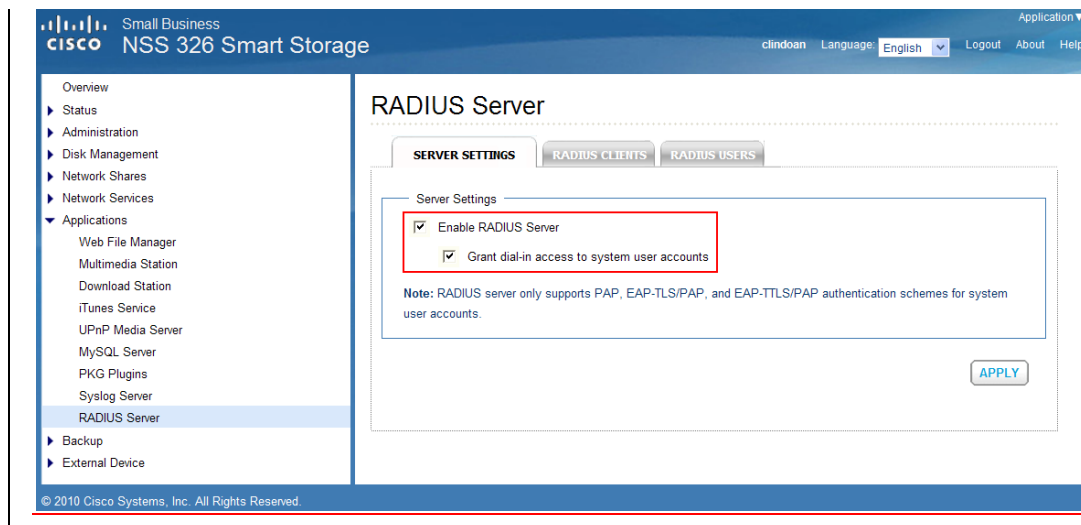 Small Business
CISCO NSS 326 Smart Storage
Application
clindoan Language: English Logout About Help
Overview
Status
Administration
Disk Management
Network Shares
Network Services
Applications
Web File Manager
Multimedia Station
Download Station
iTunes Service
UPnP Media Server
MySQL Server
PKG Plugins
Syslog Server
RADIUS Server
Backup
External Device
RADIUS Server
SERVER SETTINGS RADIUS CLIENTS RADIUS USERS
Server Settings
Enable RADIUS Server
Grant dial-in access to system user accounts
Note: RADIUS server only supports PAP, EAP-TLS/PAP, and EAP-TTLS/PAP authentication schemes for system
user accounts.
APPLY
© 2010 Cisco Systems, Inc. All Rights Reserved.